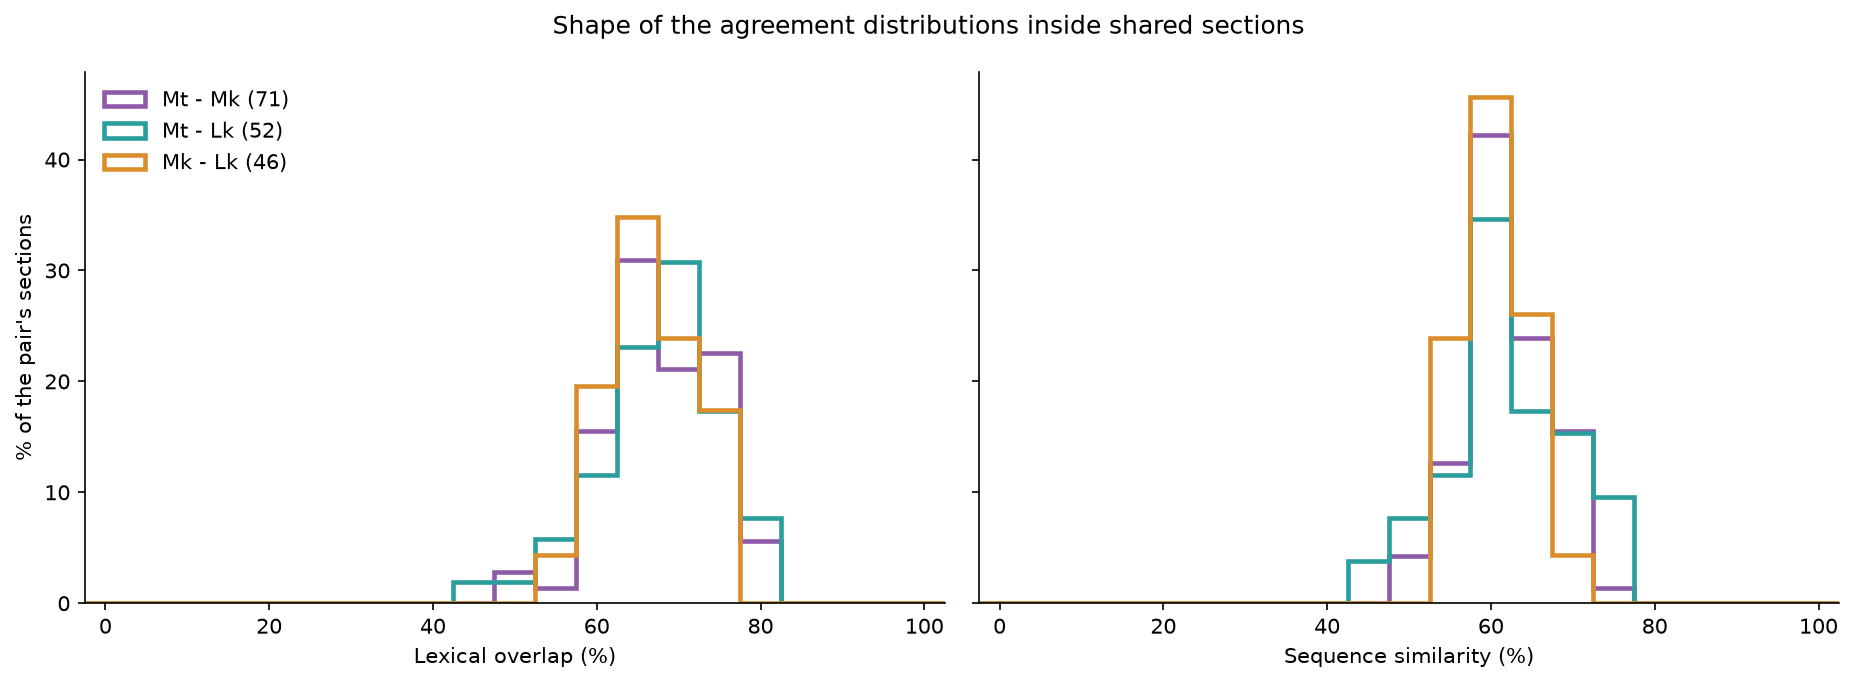 Shape of the agreement distributions inside shared sections
Mt - Mk (71)
Mt - Lk (52)
Mk - Lk (46)
% of the pair's sections
40
30
20
10
0
0 20 40 60 80 100
Lexical overlap (%)
0 20 40 60 80 100
Sequence similarity (%)